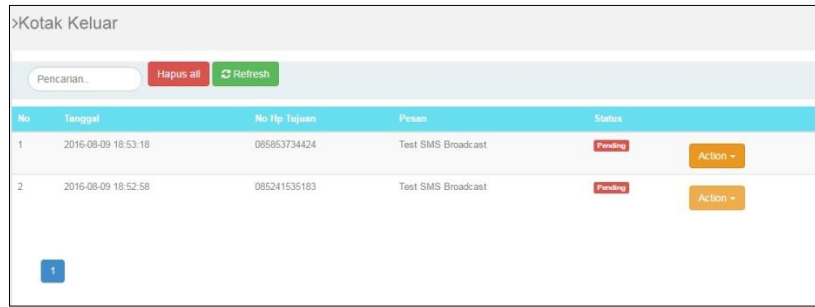 >Kotak Keluar
Pencarian.. Hapus all Refresh
No Tanggal No Hp Tujuan Pesan Status
1 2016-08-09 18:53:18 085853734424 Test SMS Broadcast Pending Action
2 2016-08-09 18:52:58 085241535183 Test SMS Broadcast Pending Action
1